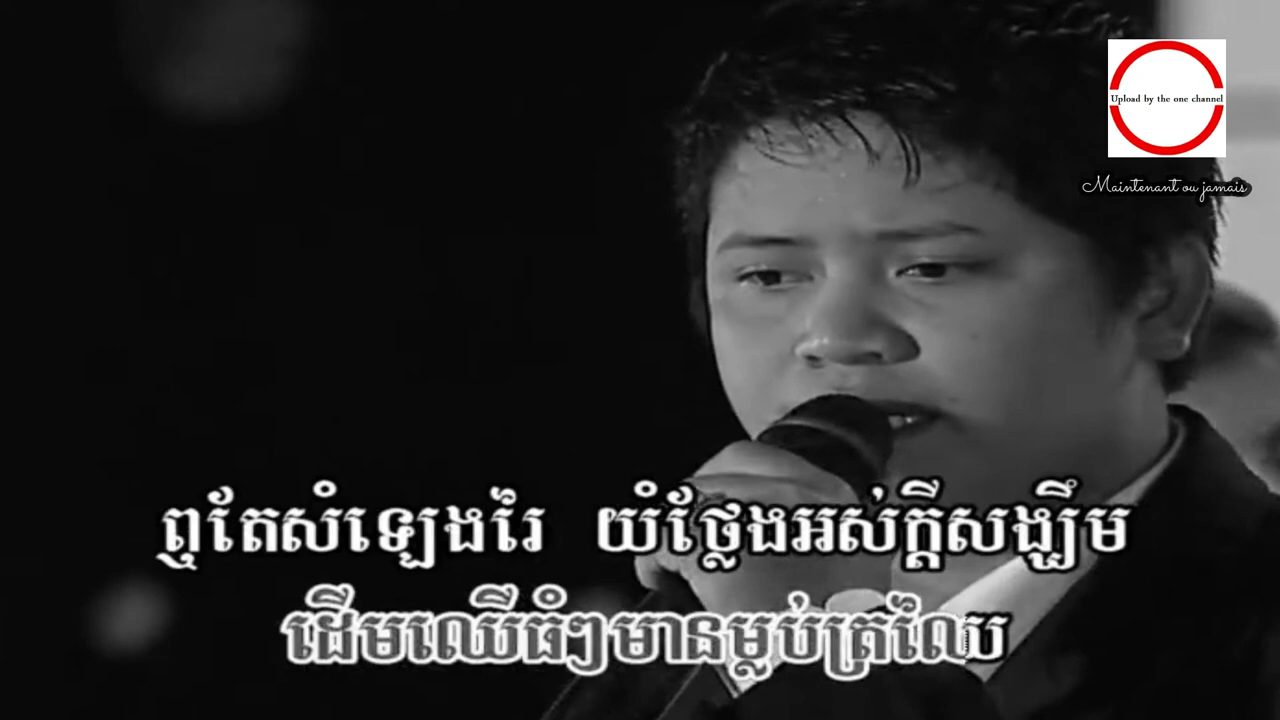 Upload by the one channel
Maintenant ou jamais
ឮតែសំឡេងរៃ យំថ្លែងអស់ក្ដីសង្ឃឹម
ដើមឈើធំៗមានម្លប់ត្រឈៃ